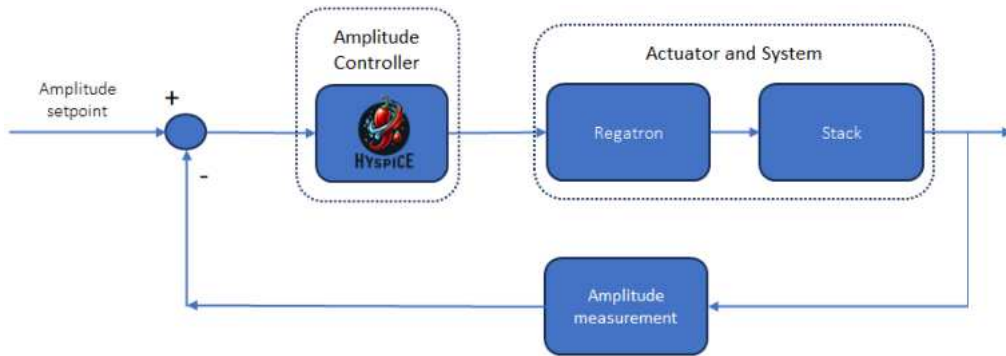 Amplitude
Controller
Actuator and System
Amplitude
setpoint
+
HYSPICE
Regatron
Stack
-
Amplitude
measurement